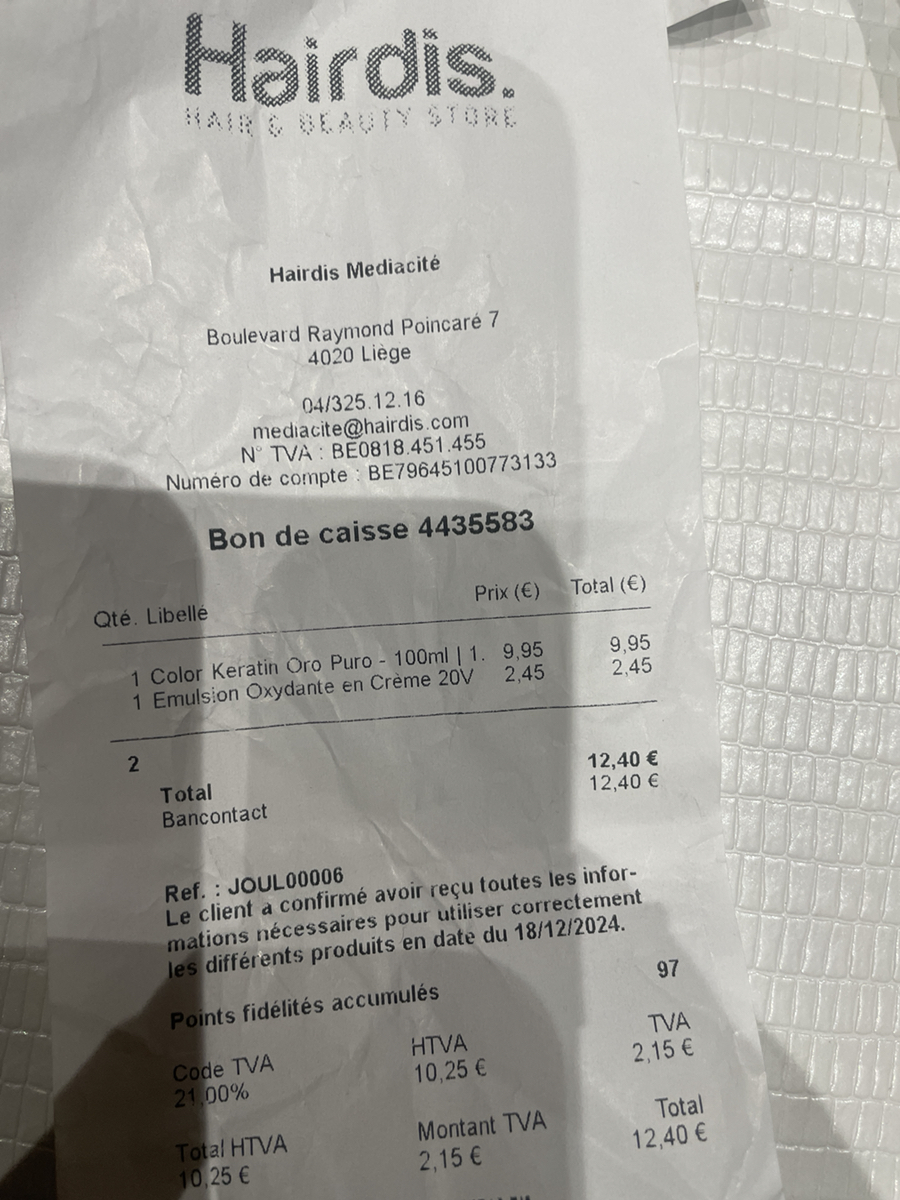 Hairdis.
HAIR & BEAUTY STORE
Hairdis Mediacité
Boulevard Raymond Poincaré 7
4020 Liège
04/325.12.16
mediacite@hairdis.com
N° TVA : BE0818.451.455
Numéro de compte : BE79645100773133
Bon de caisse 4435583
Qté. Libellé Prix (€) Total (€)
1 Color Keratin Oro Puro - 100ml | 1. 9,95 9,95
1 Emulsion Oxydante en Crème 20V 2,45 2,45
2 12,40 €
Total 12,40 €
Bancontact
Ref. : JOUL00006
Le client a confirmé avoir reçu toutes les infor-
mations nécessaires pour utiliser correctement
les différents produits en date du 18/12/2024.
Points fidélités accumulés 97
Code TVA HTVA TVA
21,00% 10,25 € 2,15 €
Total HTVA Montant TVA Total
10,25 € 2,15 € 12,40 €